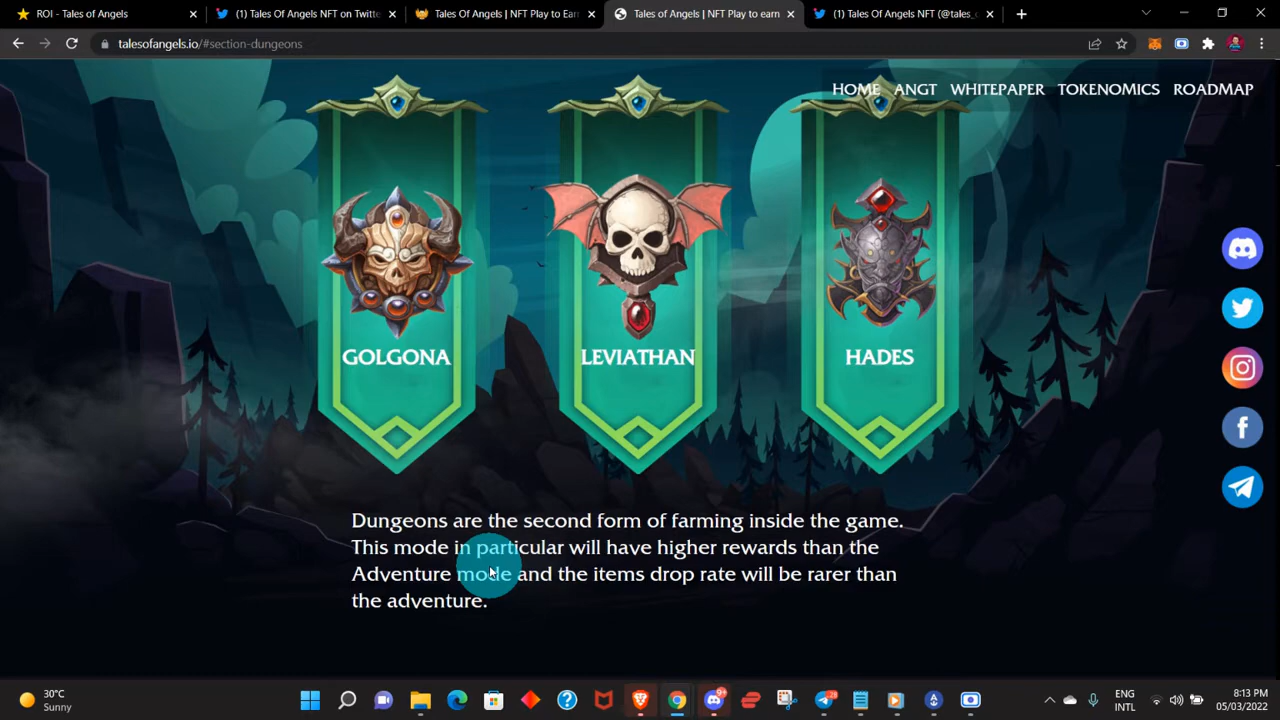 ROI - Tales of Angels
(1) Tales Of Angels NFT on Twitte
Tales Of Angels | NFT Play to Ear
Tales of Angels | NFT Play to earn
(1) Tales Of Angels NFT (@tales_
talesofangels.io/#section-dungeons
HOME ANGT WHITEPAPER TOKENOMICS ROADMAP
GOLGONA
LEVIATHAN
HADES
Dungeons are the second form of farming inside the game.
This mode in particular will have higher rewards than the
Adventure mode and the items drop rate will be rarer than
the adventure.
30°C
Sunny
ENG
INTL
8:13 PM
05/03/2022